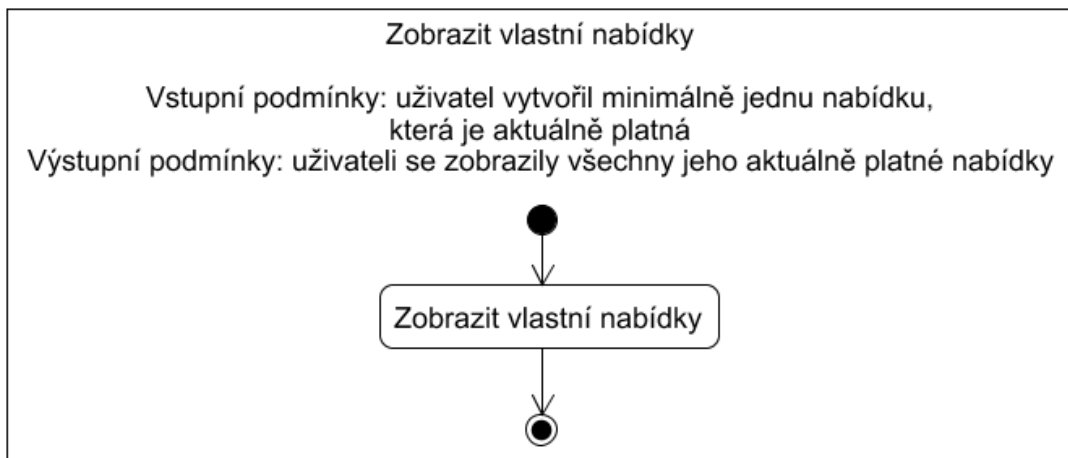 Zobrazit vlastní nabídky
Vstupní podmínky: uživatel vytvořil minimálně jednu nabídku,
která je aktuálně platná
Výstupní podmínky: uživateli se zobrazily všechny jeho aktuálně platné nabídky
Zobrazit vlastní nabídky